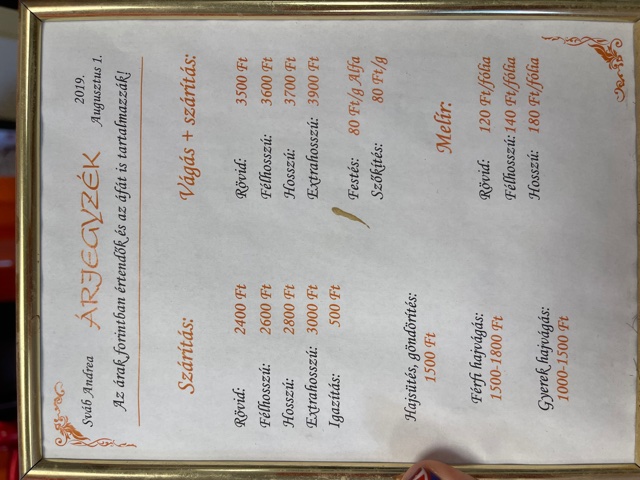 Sváb Andrea
ÁRJEGYZÉK
2019.
Augusztus 1.
Az árak forintban értendők és az áfát is tartalmazzák!
Szárítás:
Rövid: 2400 Ft
Félhosszú: 2600 Ft
Hosszú: 2800 Ft
Extrahosszú: 3000 Ft
Igazítás: 500 Ft
Hajsütés, göndörítés:
1500 Ft
Férfi hajvágás:
1500-1800 Ft
Gyerek hajvágás:
1000-1500 Ft
Vágás + szárítás:
Rövid: 3500 Ft
Félhosszú: 3600 Ft
Hosszú: 3700 Ft
Extrahosszú: 3900 Ft
Festés: 80 Ft/g Alfa
Szőkítés: 80 Ft/g
Melír:
Rövid: 120 Ft/fólia
Félhosszú: 140 Ft/fólia
Hosszú: 180 Ft/fólia